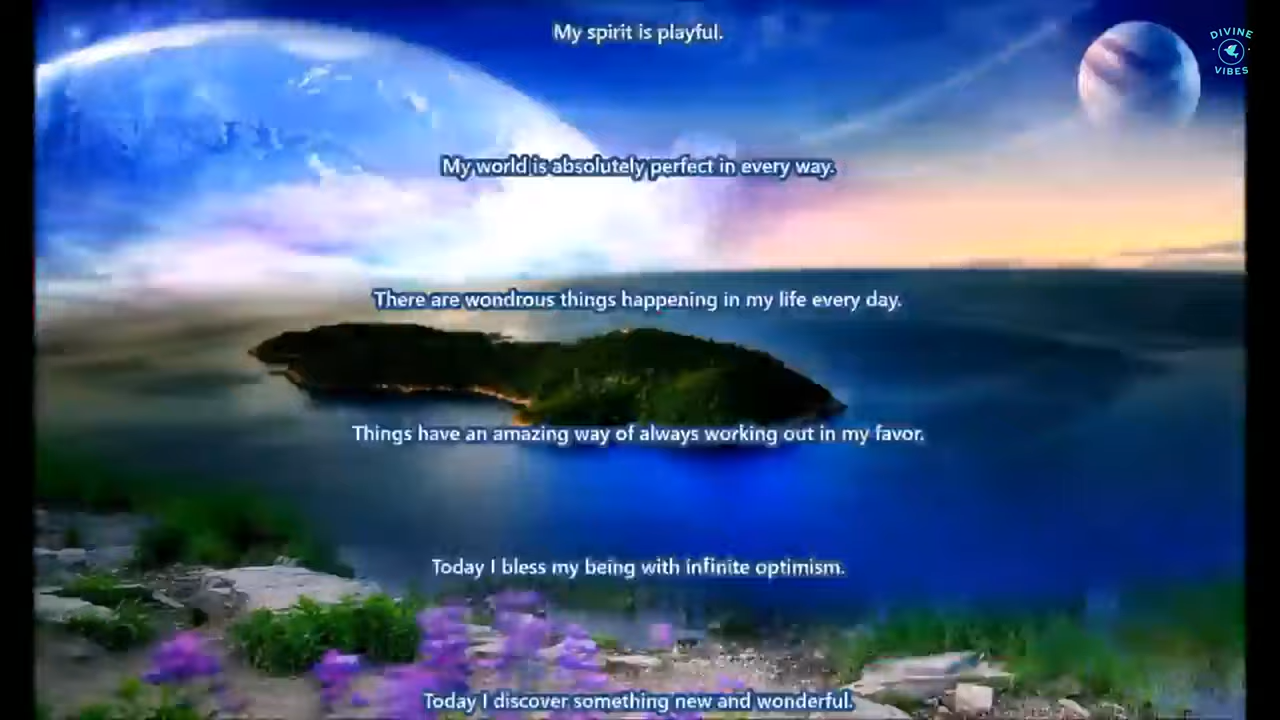 My spirit is playful.
DIVINE
VIBES
My world is absolutely perfect in every way.
There are wondrous things happening in my life every day.
Things have an amazing way of always working out in my favor.
Today I bless my being with infinite optimism.
Today I discover something new and wonderful.